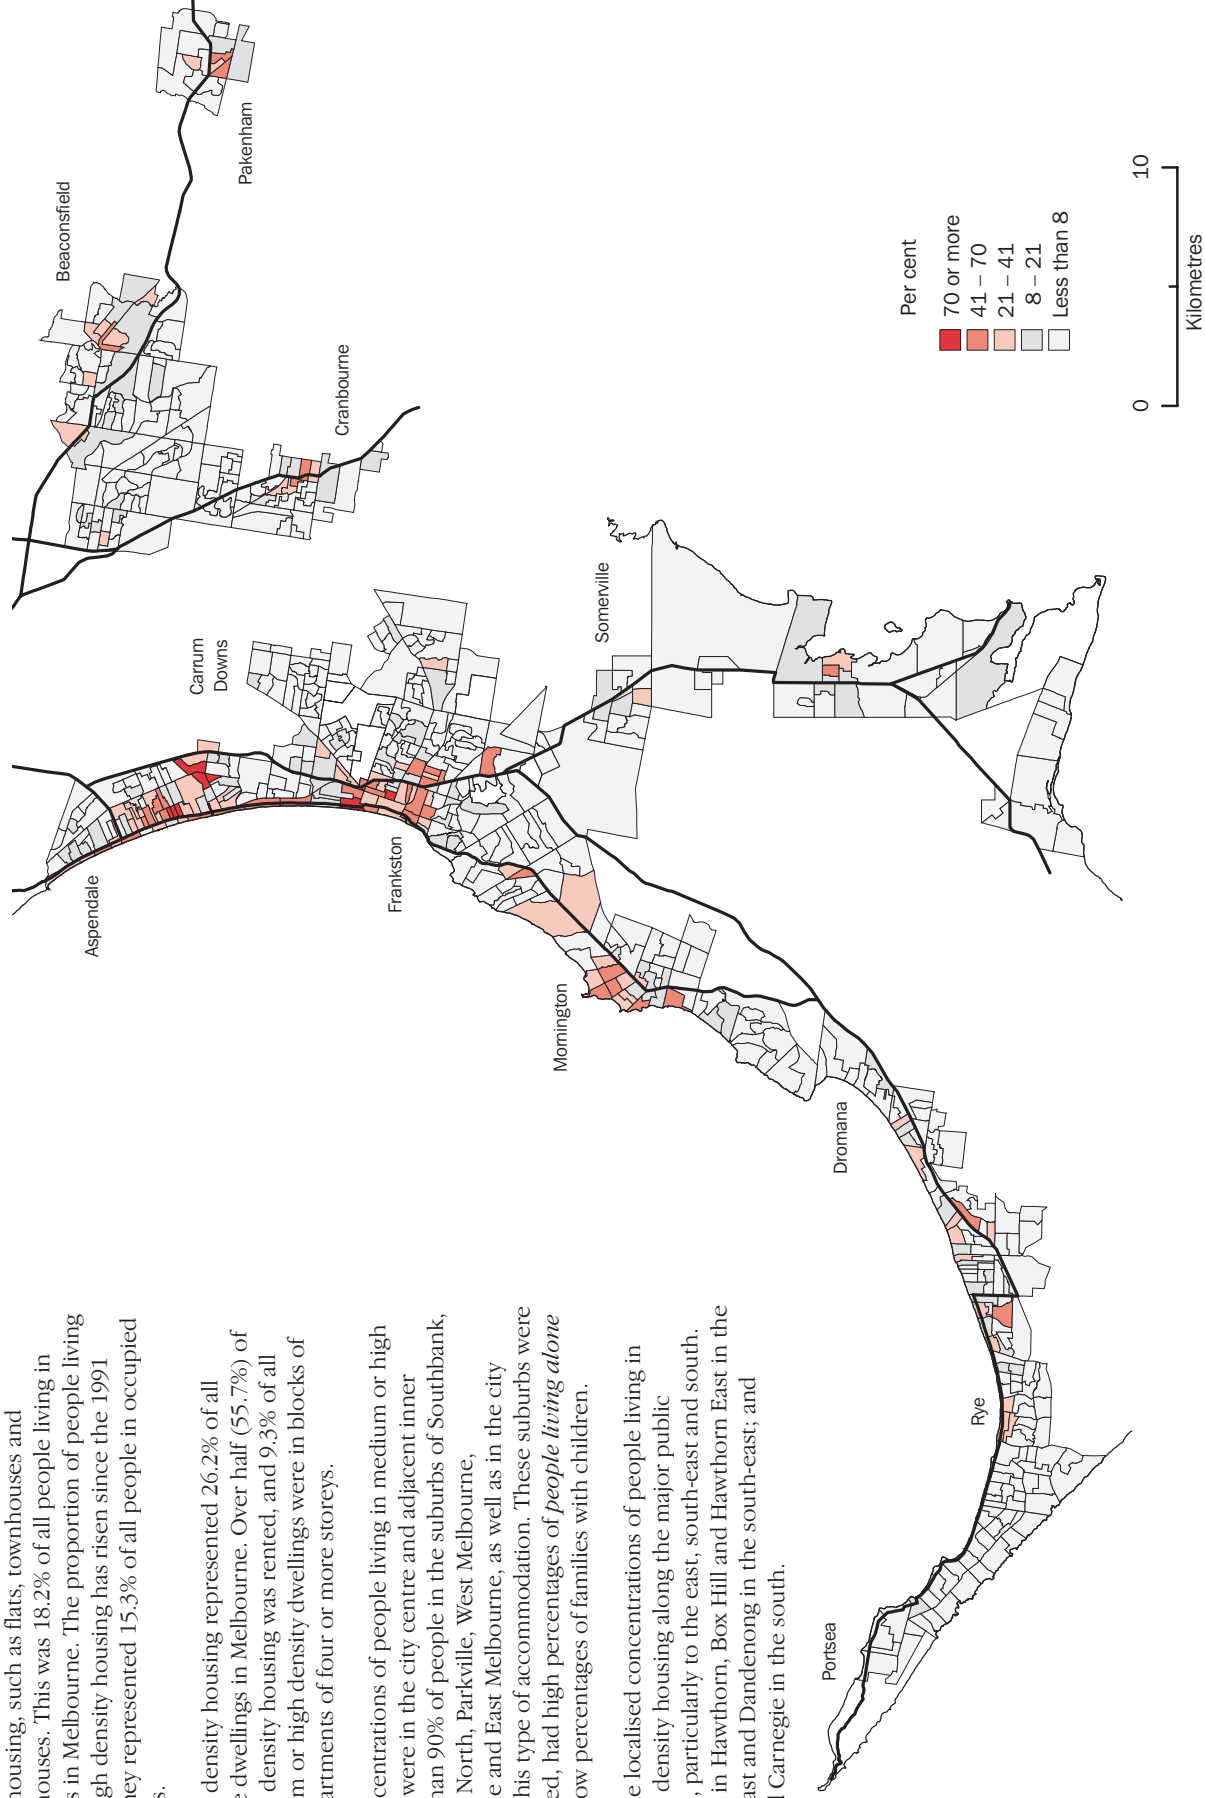 housing, such as flats, townhouses and
houses. This was 18.2% of all people living in
s in Melbourne. The proportion of people living
gh density housing has risen since the 1991
hey represented 15.3% of all people in occupied
s.
density housing represented 26.2% of all
e dwellings in Melbourne. Over half (55.7%) of
density housing was rented, and 9.3% of all
m or high density dwellings were in blocks of
artments of four or more storeys.
centrations of people living in medium or high
were in the city centre and adjacent inner
han 90% of people in the suburbs of Southbank,
North, Parkville, West Melbourne,
e and East Melbourne, as well as in the city
his type of accommodation. These suburbs were
ed, had high percentages of people living alone
ow percentages of families with children.
e localised concentrations of people living in
density housing along the major public
, particularly to the east, south-east and south.
in Hawthorn, Box Hill and Hawthorn East in the
ast and Dandenong in the south-east; and
l Carnegie in the south.
Aspendale
Carrum
Downs
Beaconsfield
Pakenham
Cranbourne
Frankston
Somerville
Mornington
Dromana
Rye
Portsea
Per cent
70 or more
41 – 70
21 – 41
8 – 21
Less than 8
0
10
Kilometres